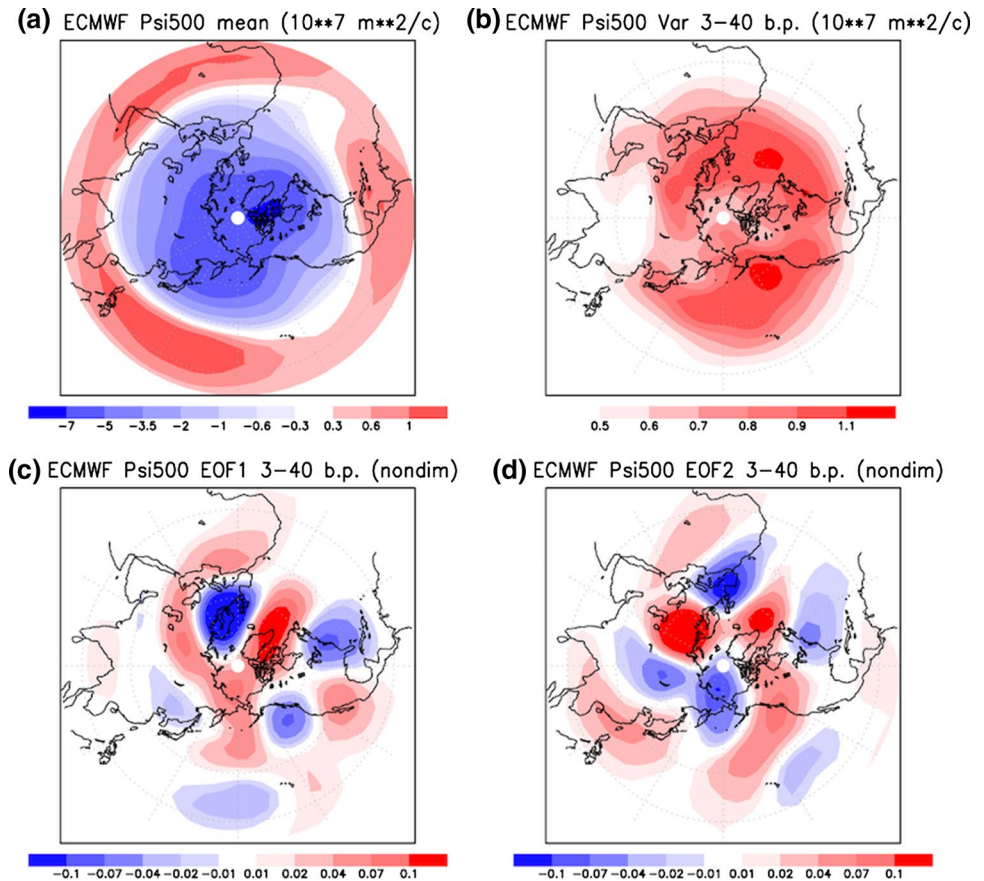 (a) ECMWF Psi500 mean (10**7 m**2/c)
(b) ECMWF Psi500 Var 3-40 b.p. (10**7 m**2/c)
-7 -5 -3.5 -2 -1 -0.6 -0.3 0.3 0.6 1
0.5 0.6 0.7 0.8 0.9 1.1
(c) ECMWF Psi500 EOF1 3-40 b.p. (nondim)
(d) ECMWF Psi500 EOF2 3-40 b.p. (nondim)
-0.1 -0.07 -0.04 -0.02 -0.01 0.01 0.02 0.04 0.07 0.1
-0.1 -0.07 -0.04 -0.02 -0.01 0.01 0.02 0.04 0.07 0.1